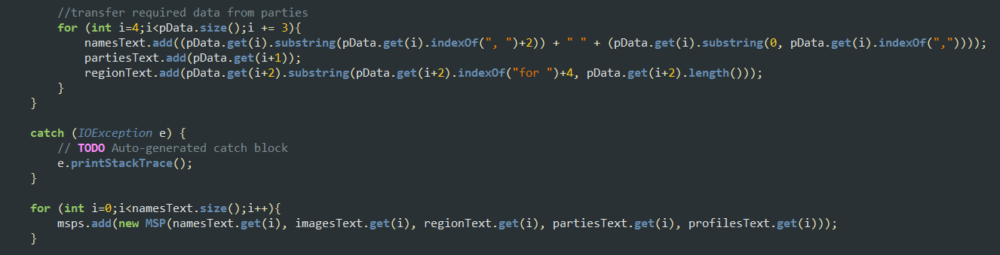 //transfer required data from parties
for (int i=4;i<pData.size();i += 3){
namesText.add((pData.get(i).substring(pData.get(i).indexOf(", ")+2)) + " " + (pData.get(i).substring(0, pData.get(i).indexOf(","))));
partiesText.add(pData.get(i+1));
regionText.add(pData.get(i+2).substring(pData.get(i+2).indexOf("for ")+4, pData.get(i+2).length()));
}
}
catch (IOException e) {
// TODO Auto-generated catch block
e.printStackTrace();
}
for (int i=0;i<namesText.size();i++){
msps.add(new MSP(namesText.get(i), imagesText.get(i), regionText.get(i), partiesText.get(i), profilesText.get(i)));
}